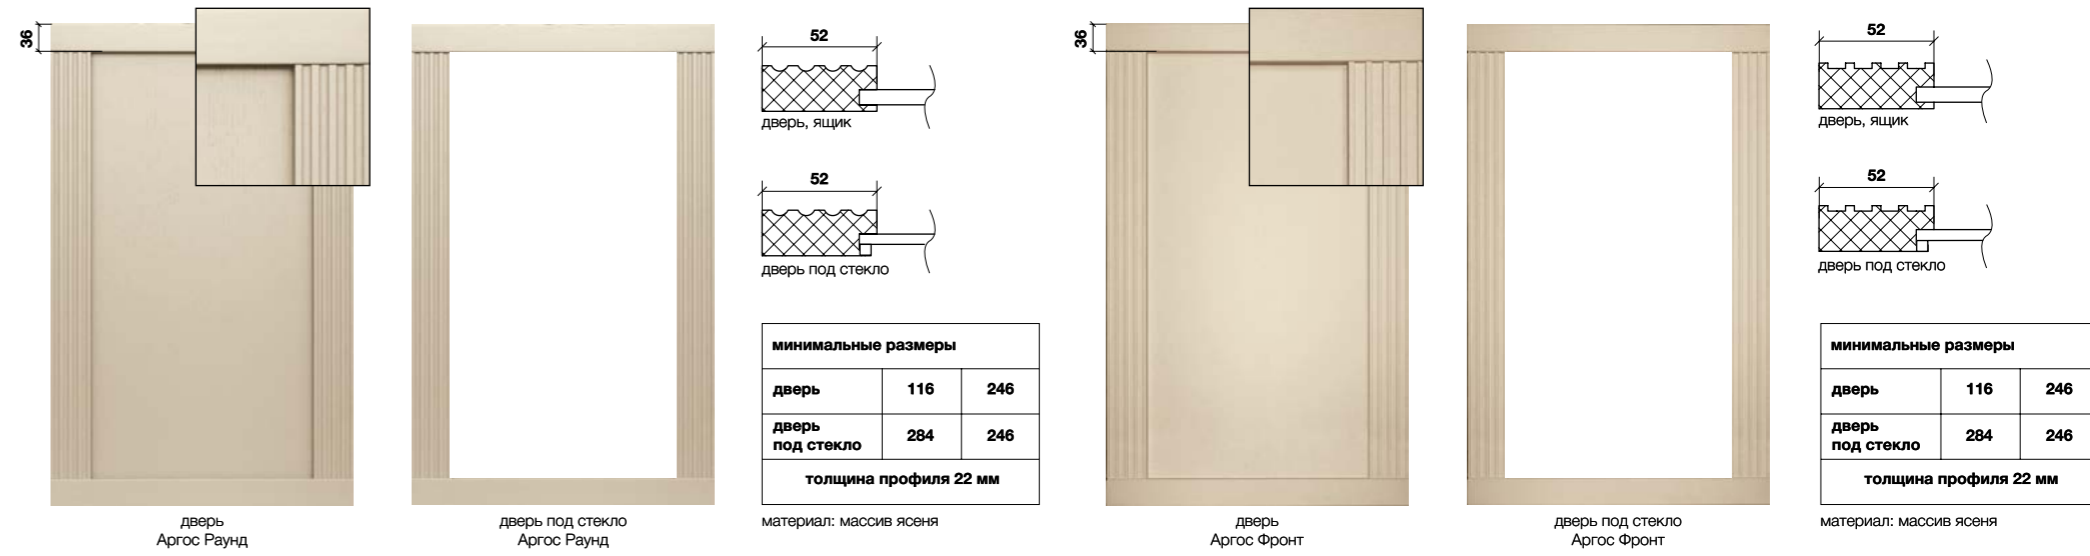 36
дверь
Аргос Раунд
дверь под стекло
Аргос Раунд
52
дверь, ящик
52
дверь под стекло
минимальные размеры
дверь 116 246
дверь
под стекло 284 246
толщина профиля 22 мм
материал: массив ясеня
36
дверь
Аргос Фронт
дверь под стекло
Аргос Фронт
52
дверь, ящик
52
дверь под стекло
минимальные размеры
дверь 116 246
дверь
под стекло 284 246
толщина профиля 22 мм
материал: массив ясеня